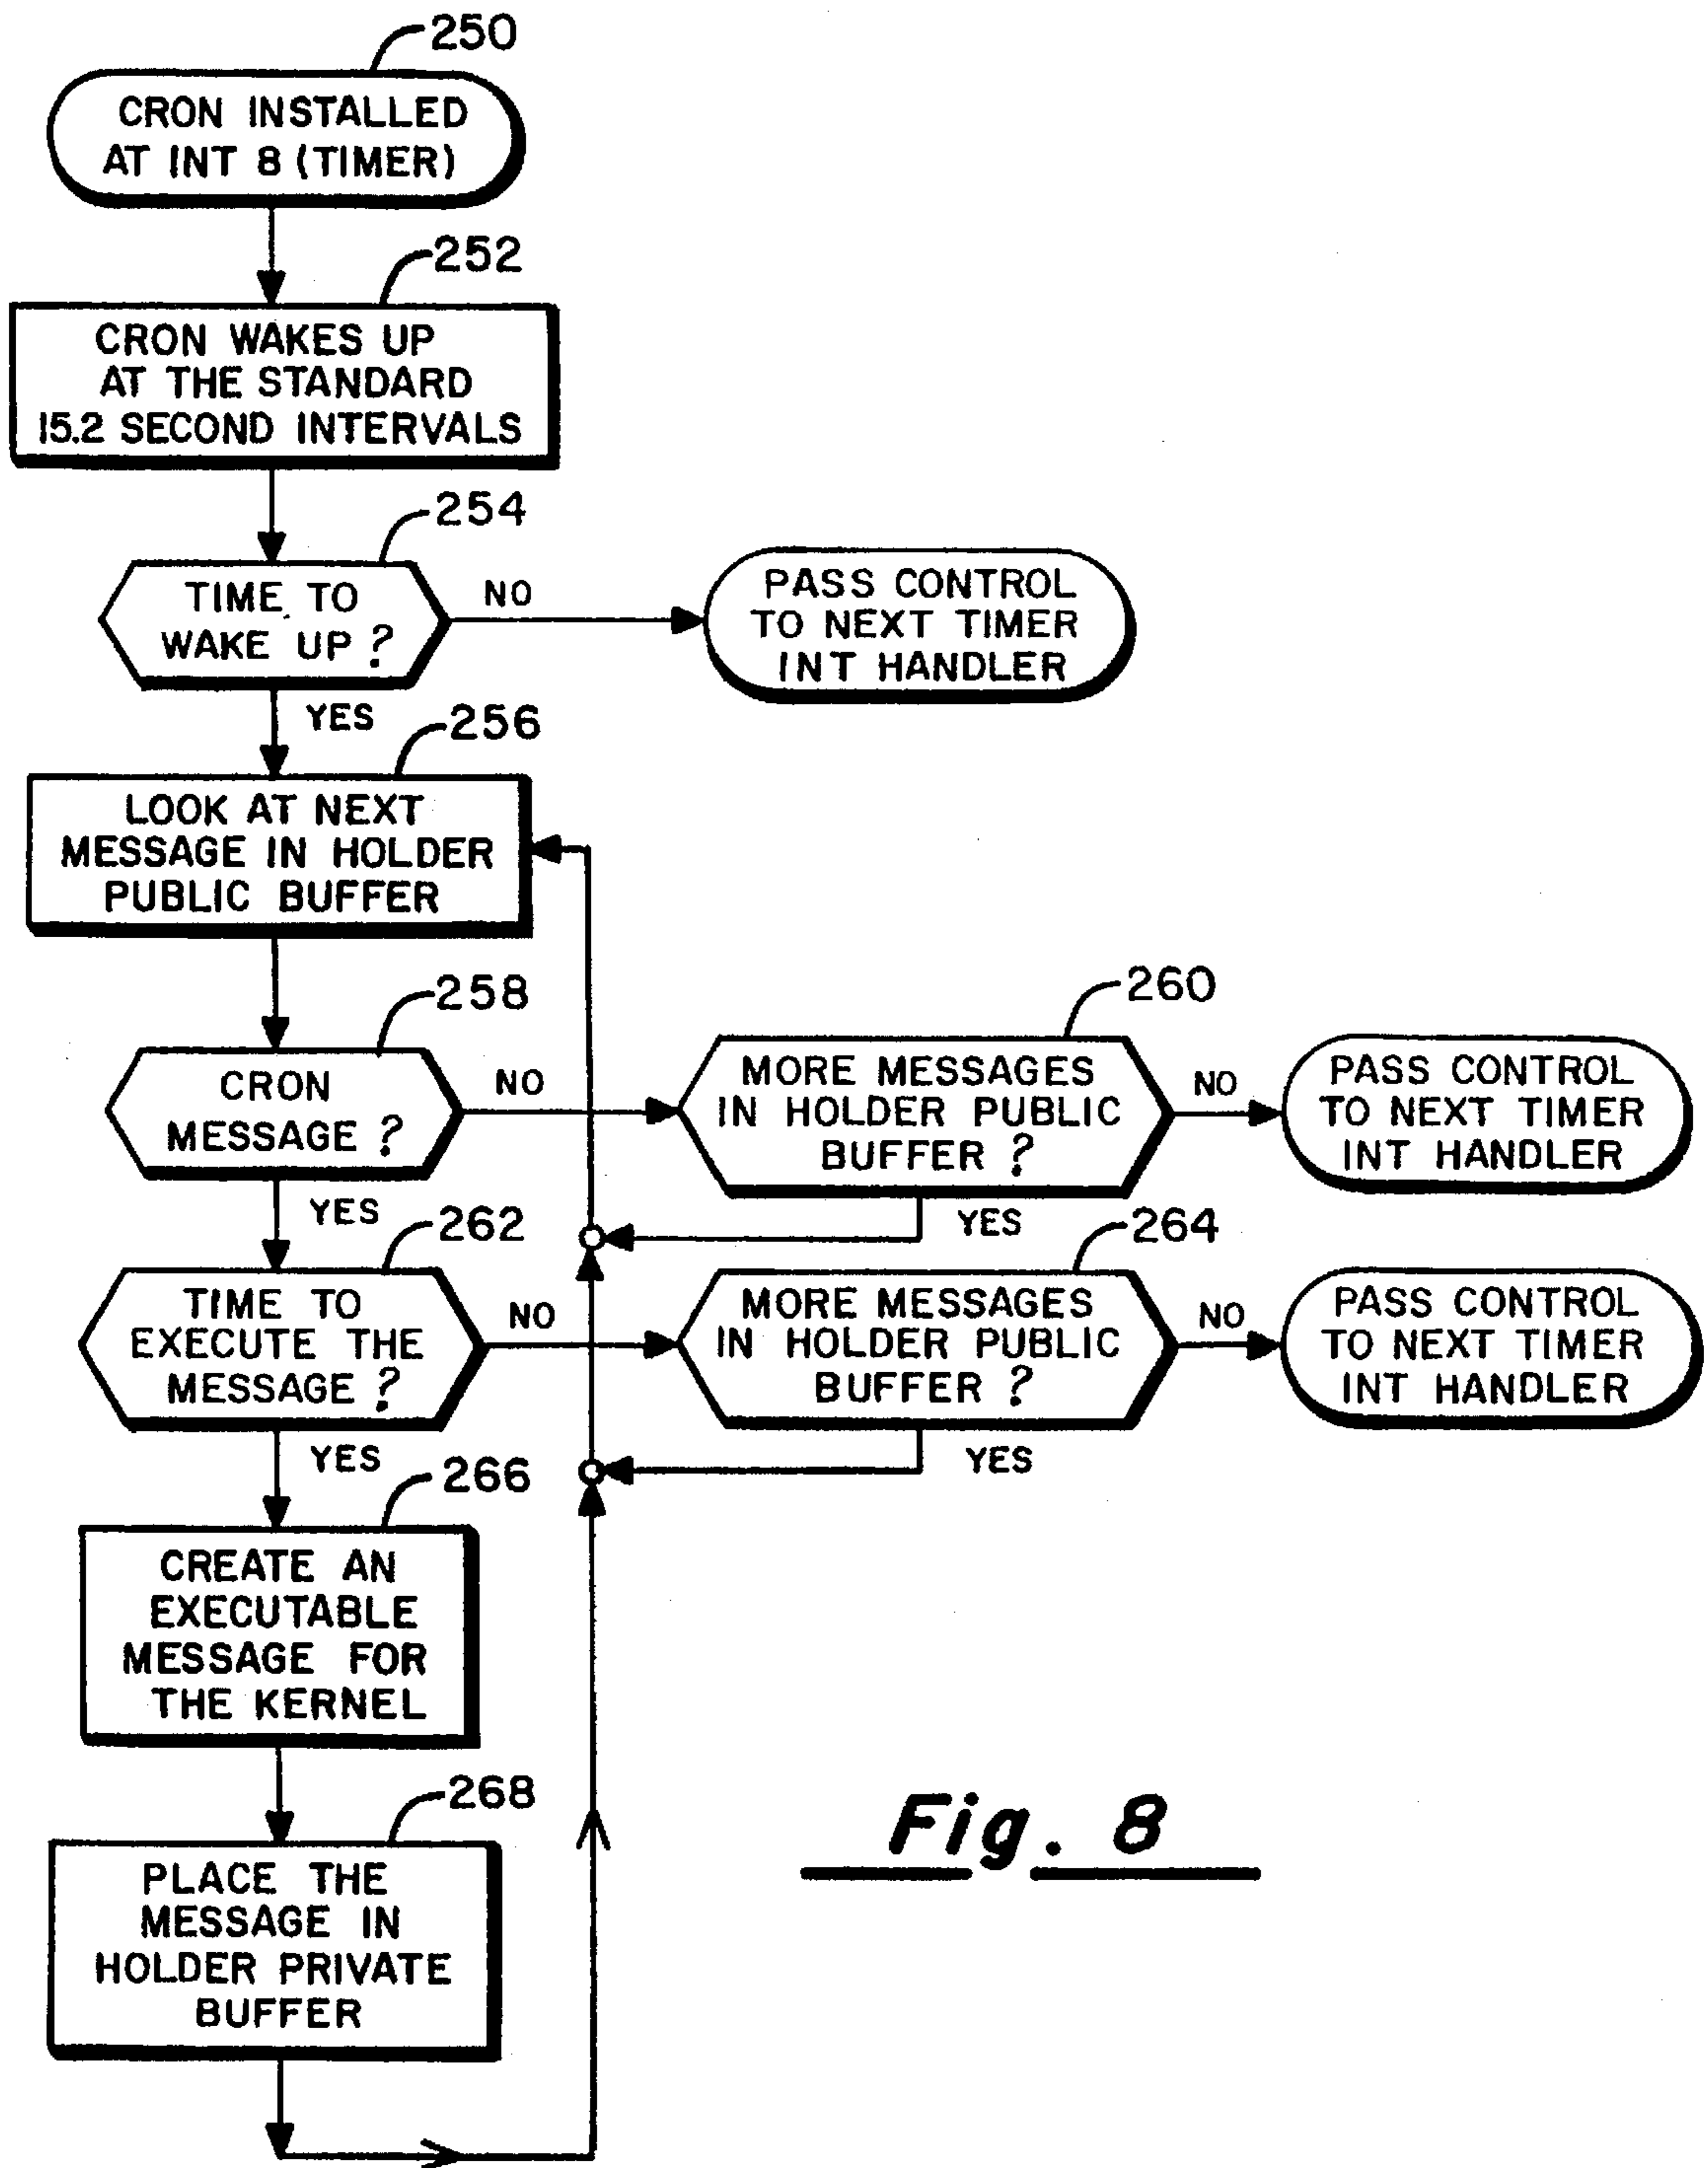 250
CRON INSTALLED
AT INT 8 (TIMER)
252
CRON WAKES UP
AT THE STANDARD
15.2 SECOND INTERVALS
254
TIME TO
WAKE UP?
NO
PASS CONTROL
TO NEXT TIMER
INT HANDLER
YES
256
LOOK AT NEXT
MESSAGE IN HOLDER
PUBLIC BUFFER
258
CRON
MESSAGE?
NO
260
MORE MESSAGES
IN HOLDER PUBLIC
BUFFER?
NO
PASS CONTROL
TO NEXT TIMER
INT HANDLER
YES
YES
262
TIME TO
EXECUTE THE
MESSAGE?
NO
264
MORE MESSAGES
IN HOLDER PUBLIC
BUFFER?
NO
PASS CONTROL
TO NEXT TIMER
INT HANDLER
YES
YES
266
CREATE AN
EXECUTABLE
MESSAGE FOR
THE KERNEL
268
PLACE THE
MESSAGE IN
HOLDER PRIVATE
BUFFER
Fig. 8